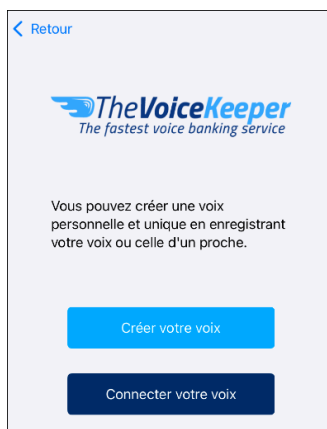 Retour
TheVoiceKeeper
The fastest voice banking service
Vous pouvez créer une voix
personnelle et unique en enregistrant
votre voix ou celle d'un proche.
Créer votre voix
Connecter votre voix